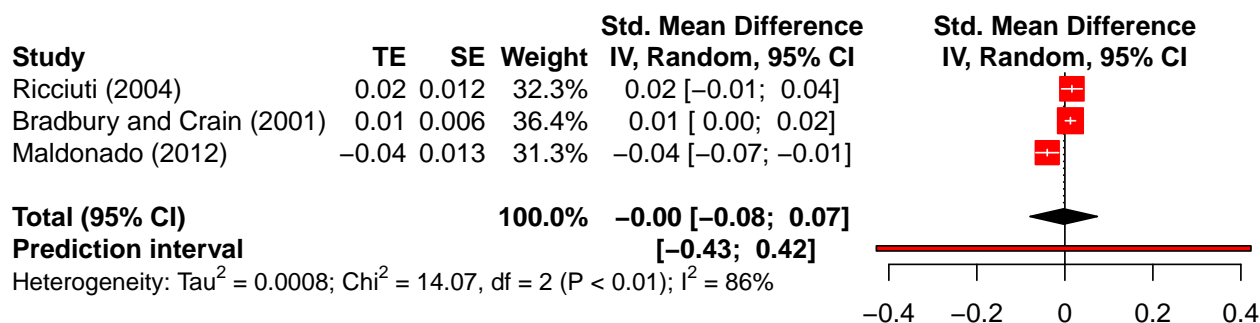 Std. Mean Difference Std. Mean Difference
Study TE SE Weight IV, Random, 95% CI IV, Random, 95% CI
Ricciuti (2004) 0.02 0.012 32.3% 0.02 [−0.01; 0.04]
Bradbury and Crain (2001) 0.01 0.006 36.4% 0.01 [ 0.00; 0.02]
Maldonado (2012) −0.04 0.013 31.3% −0.04 [−0.07; −0.01]
Total (95% CI) 100.0% −0.00 [−0.08; 0.07]
Prediction interval [−0.43; 0.42]
Heterogeneity: Tau² = 0.0008; Chi² = 14.07, df = 2 (P < 0.01); I² = 86%
−0.4 −0.2 0 0.2 0.4